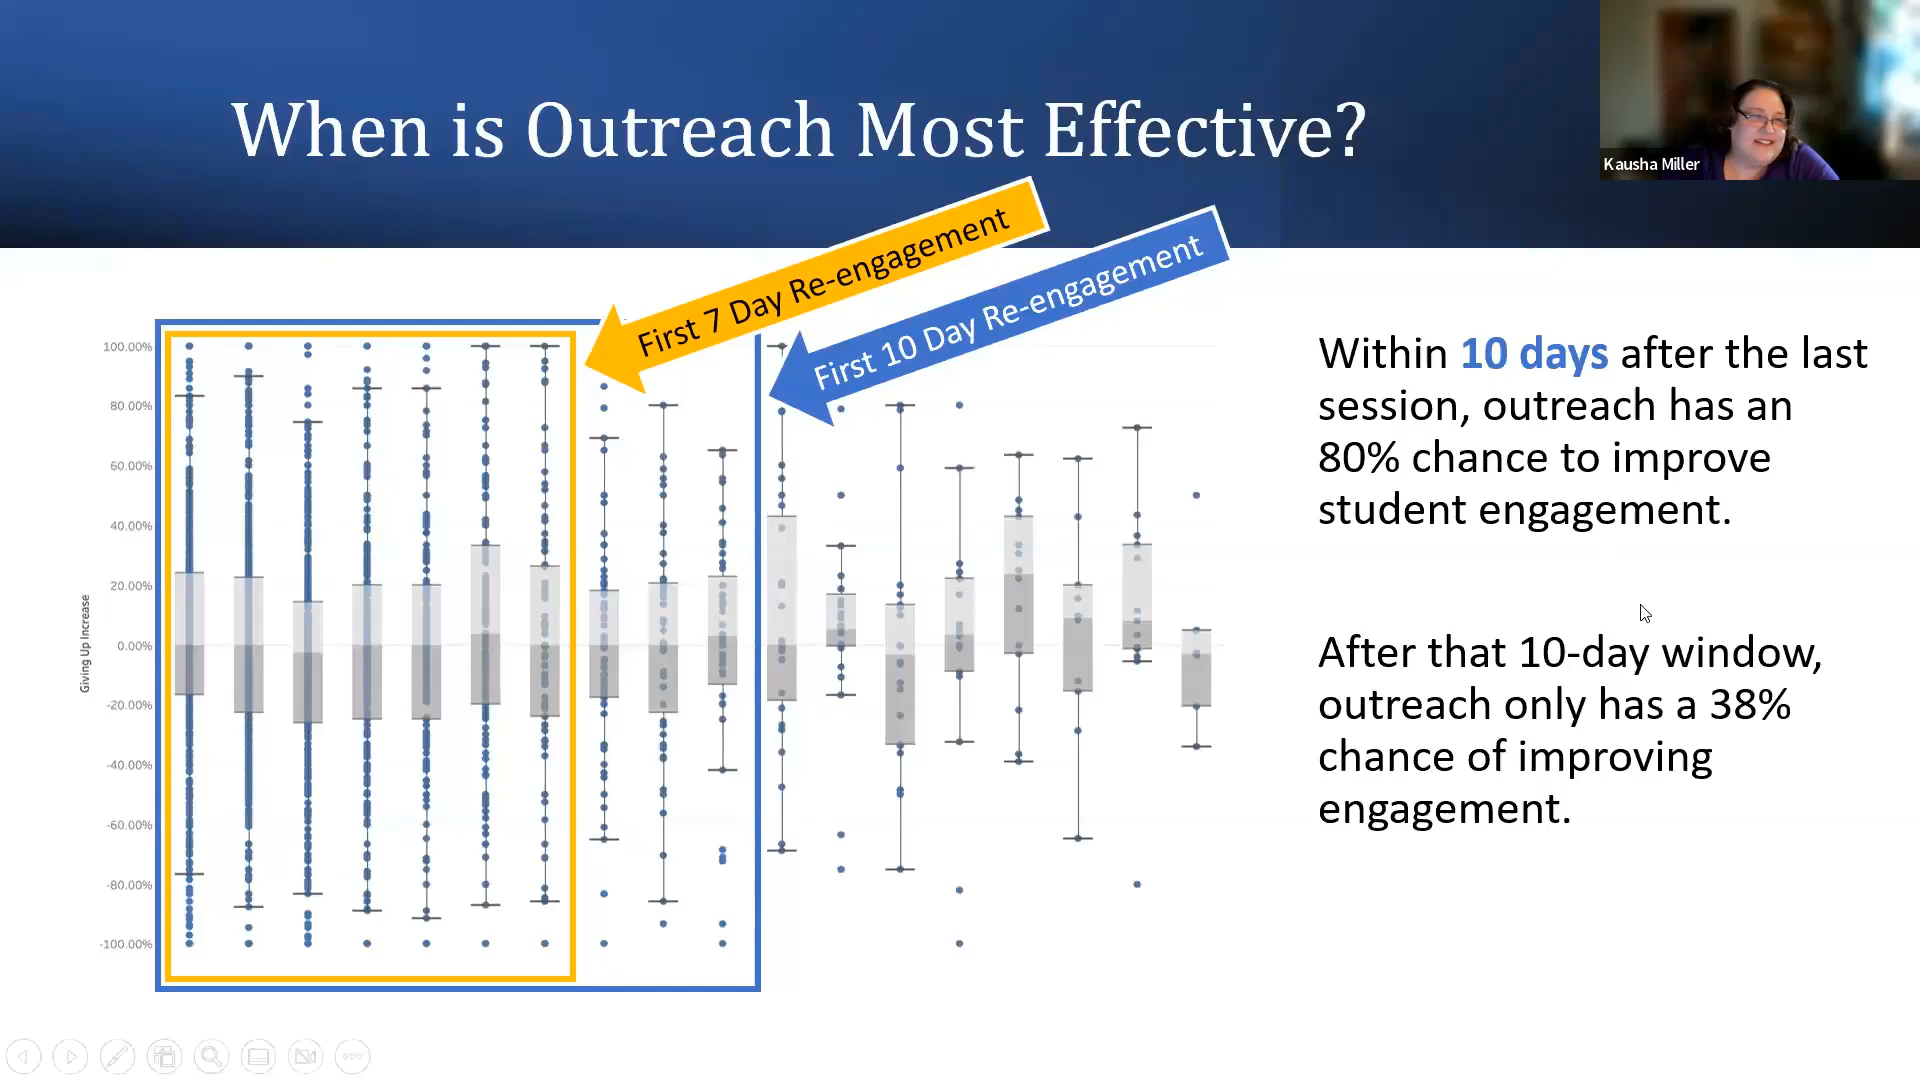 When is Outreach Most Effective?
Kausha Miller
First 7 Day Re-engagement
First 10 Day Re-engagement
100.00%
80.00%
60.00%
40.00%
20.00%
0.00%
-20.00%
-40.00%
-60.00%
-80.00%
-100.00%
Giving Up Increase
Within 10 days after the last
session, outreach has an
80% chance to improve
student engagement.
After that 10-day window,
outreach only has a 38%
chance of improving
engagement.